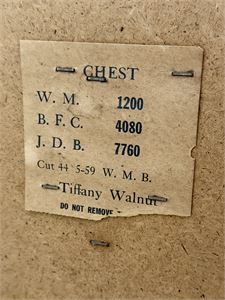 CHEST
W. M. 1200
B. F. C. 4080
J. D. B. 7760
Cut 44 5-59 W. M. B.
Tiffany Walnut
DO NOT REMOVE